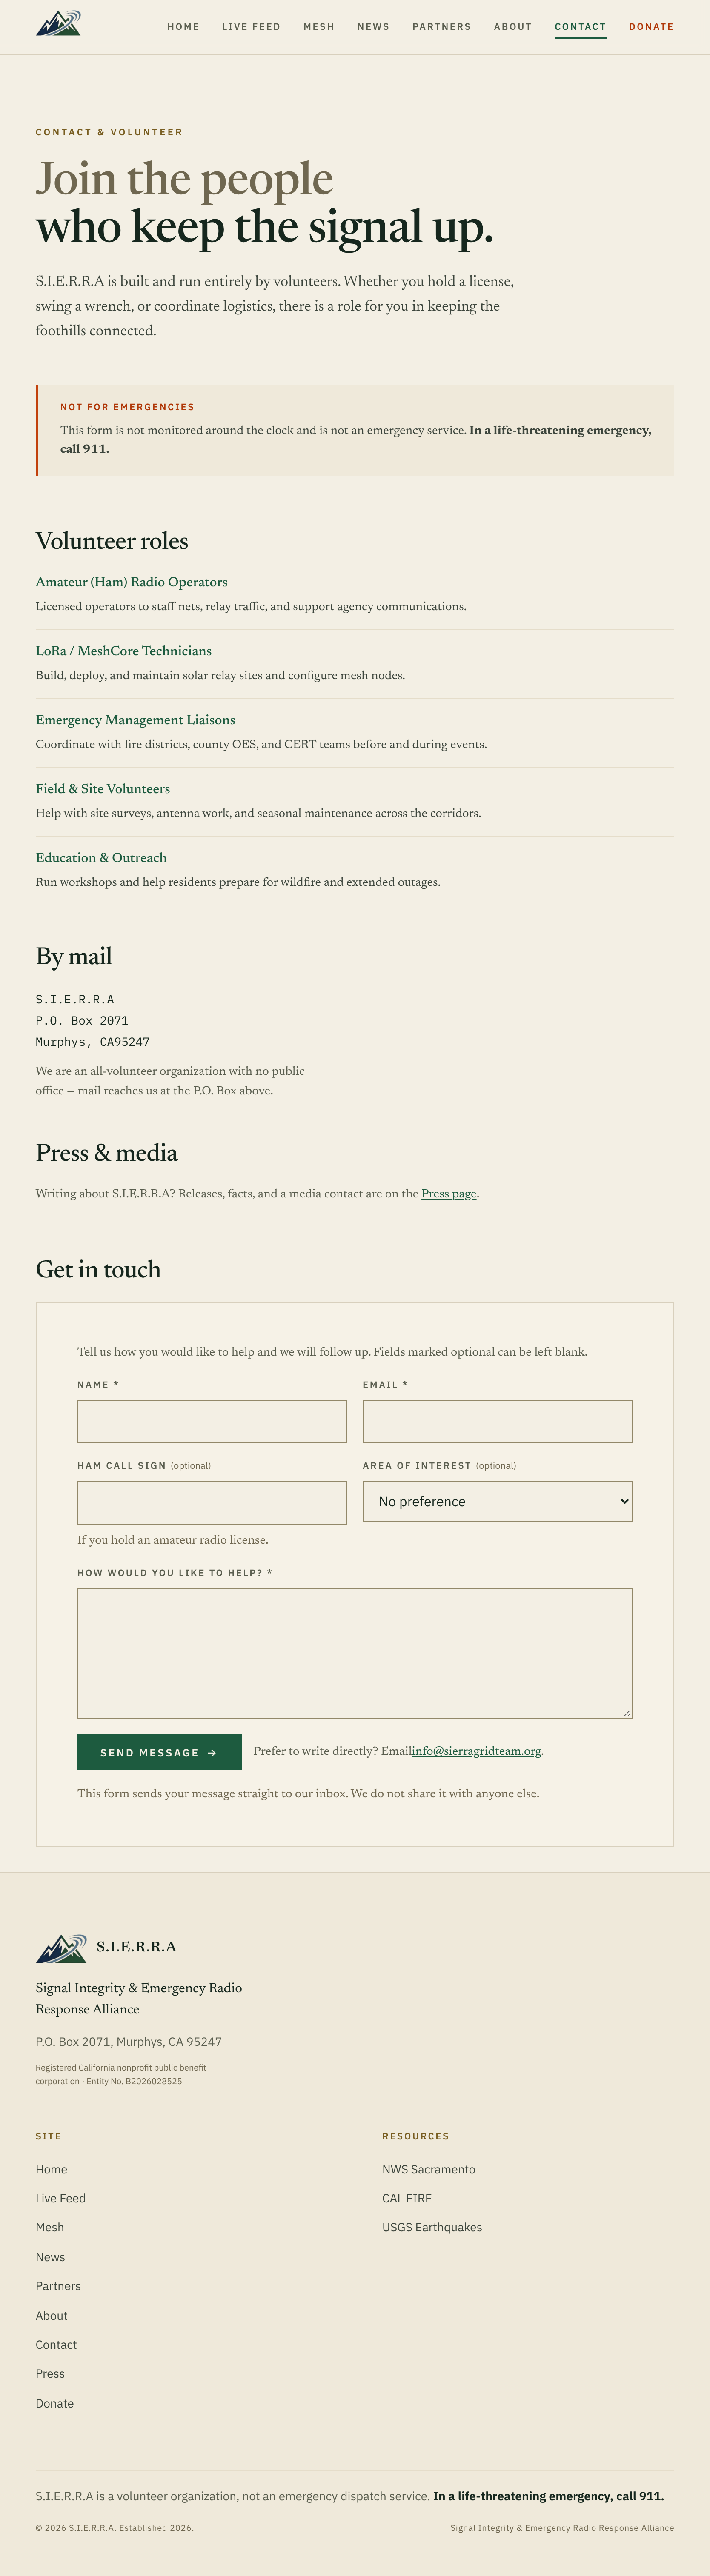 HOME LIVE FEED MESH NEWS PARTNERS ABOUT CONTACT DONATE
CONTACT & VOLUNTEER
Join the people
who keep the signal up.
S.I.E.R.R.A is built and run entirely by volunteers. Whether you hold a license,
swing a wrench, or coordinate logistics, there is a role for you in keeping the
foothills connected.
NOT FOR EMERGENCIES
This form is not monitored around the clock and is not an emergency service. In a life-threatening emergency,
call 911.
Volunteer roles
Amateur (Ham) Radio Operators
Licensed operators to staff nets, relay traffic, and support agency communications.
LoRa / MeshCore Technicians
Build, deploy, and maintain solar relay sites and configure mesh nodes.
Emergency Management Liaisons
Coordinate with fire districts, county OES, and CERT teams before and during events.
Field & Site Volunteers
Help with site surveys, antenna work, and seasonal maintenance across the corridors.
Education & Outreach
Run workshops and help residents prepare for wildfire and extended outages.
By mail
S.I.E.R.R.A
P.O. Box 2071
Murphys, CA95247
We are an all-volunteer organization with no public
office — mail reaches us at the P.O. Box above.
Press & media
Writing about S.I.E.R.R.A? Releases, facts, and a media contact are on the Press page.
Get in touch
Tell us how you would like to help and we will follow up. Fields marked optional can be left blank.
NAME * EMAIL *
HAM CALL SIGN (optional) AREA OF INTEREST (optional)
No preference
If you hold an amateur radio license.
HOW WOULD YOU LIKE TO HELP? *
SEND MESSAGE → Prefer to write directly? Emailinfo@sierragridteam.org.
This form sends your message straight to our inbox. We do not share it with anyone else.
S.I.E.R.R.A
Signal Integrity & Emergency Radio
Response Alliance
P.O. Box 2071, Murphys, CA 95247
Registered California nonprofit public benefit
corporation · Entity No. B2026028525
SITE
Home
Live Feed
Mesh
News
Partners
About
Contact
Press
Donate
RESOURCES
NWS Sacramento
CAL FIRE
USGS Earthquakes
S.I.E.R.R.A is a volunteer organization, not an emergency dispatch service. In a life-threatening emergency, call 911.
© 2026 S.I.E.R.R.A. Established 2026.
Signal Integrity & Emergency Radio Response Alliance